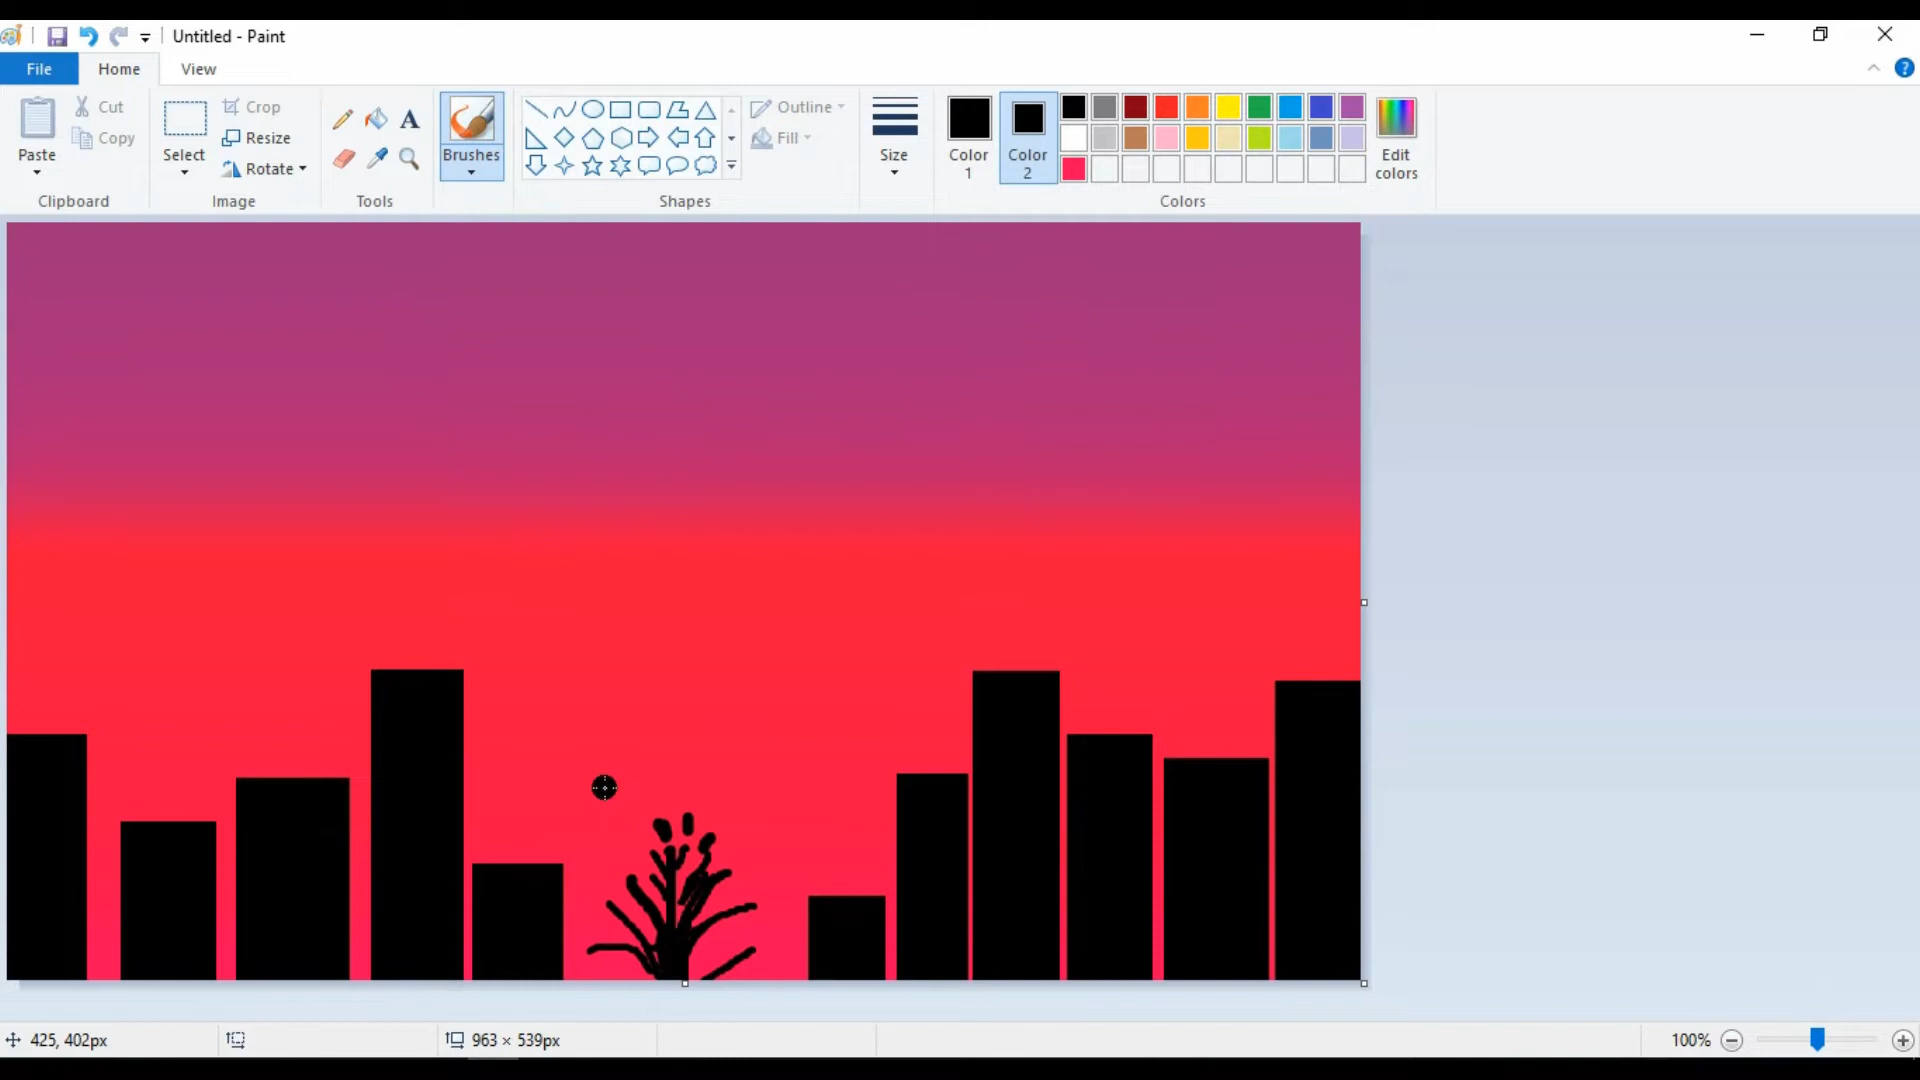 Untitled - Paint
File Home View
Paste
Cut
Copy
Clipboard
Select
Crop
Resize
Rotate
Image
A
Tools
Brushes
Outline
Fill
Shapes
Size
Color 1
Color 2
Edit colors
Colors
425, 402px
963 × 539px
100%